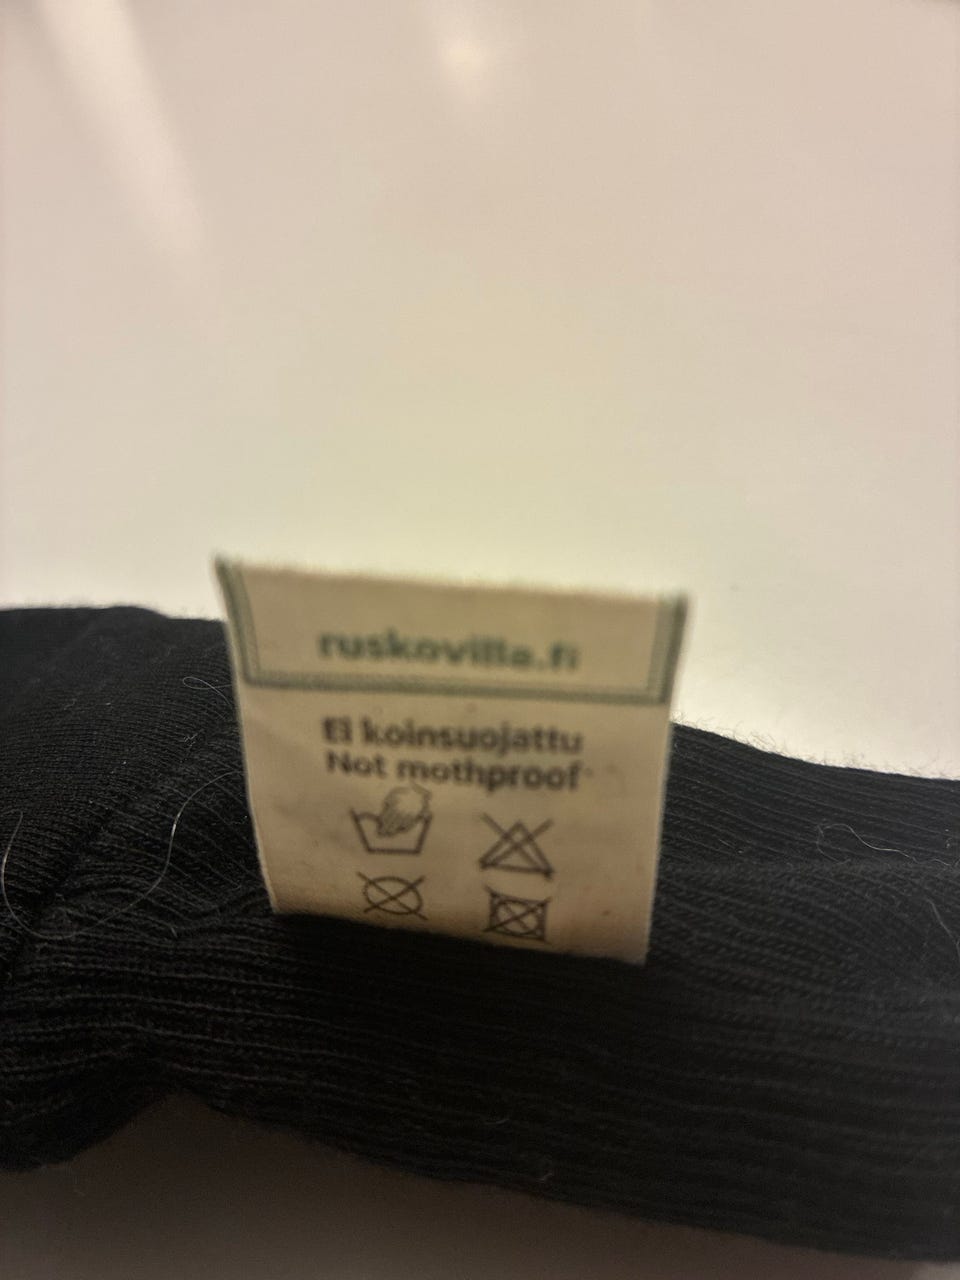 ruskovilla.fi
Ei koinsuojattu
Not mothproof